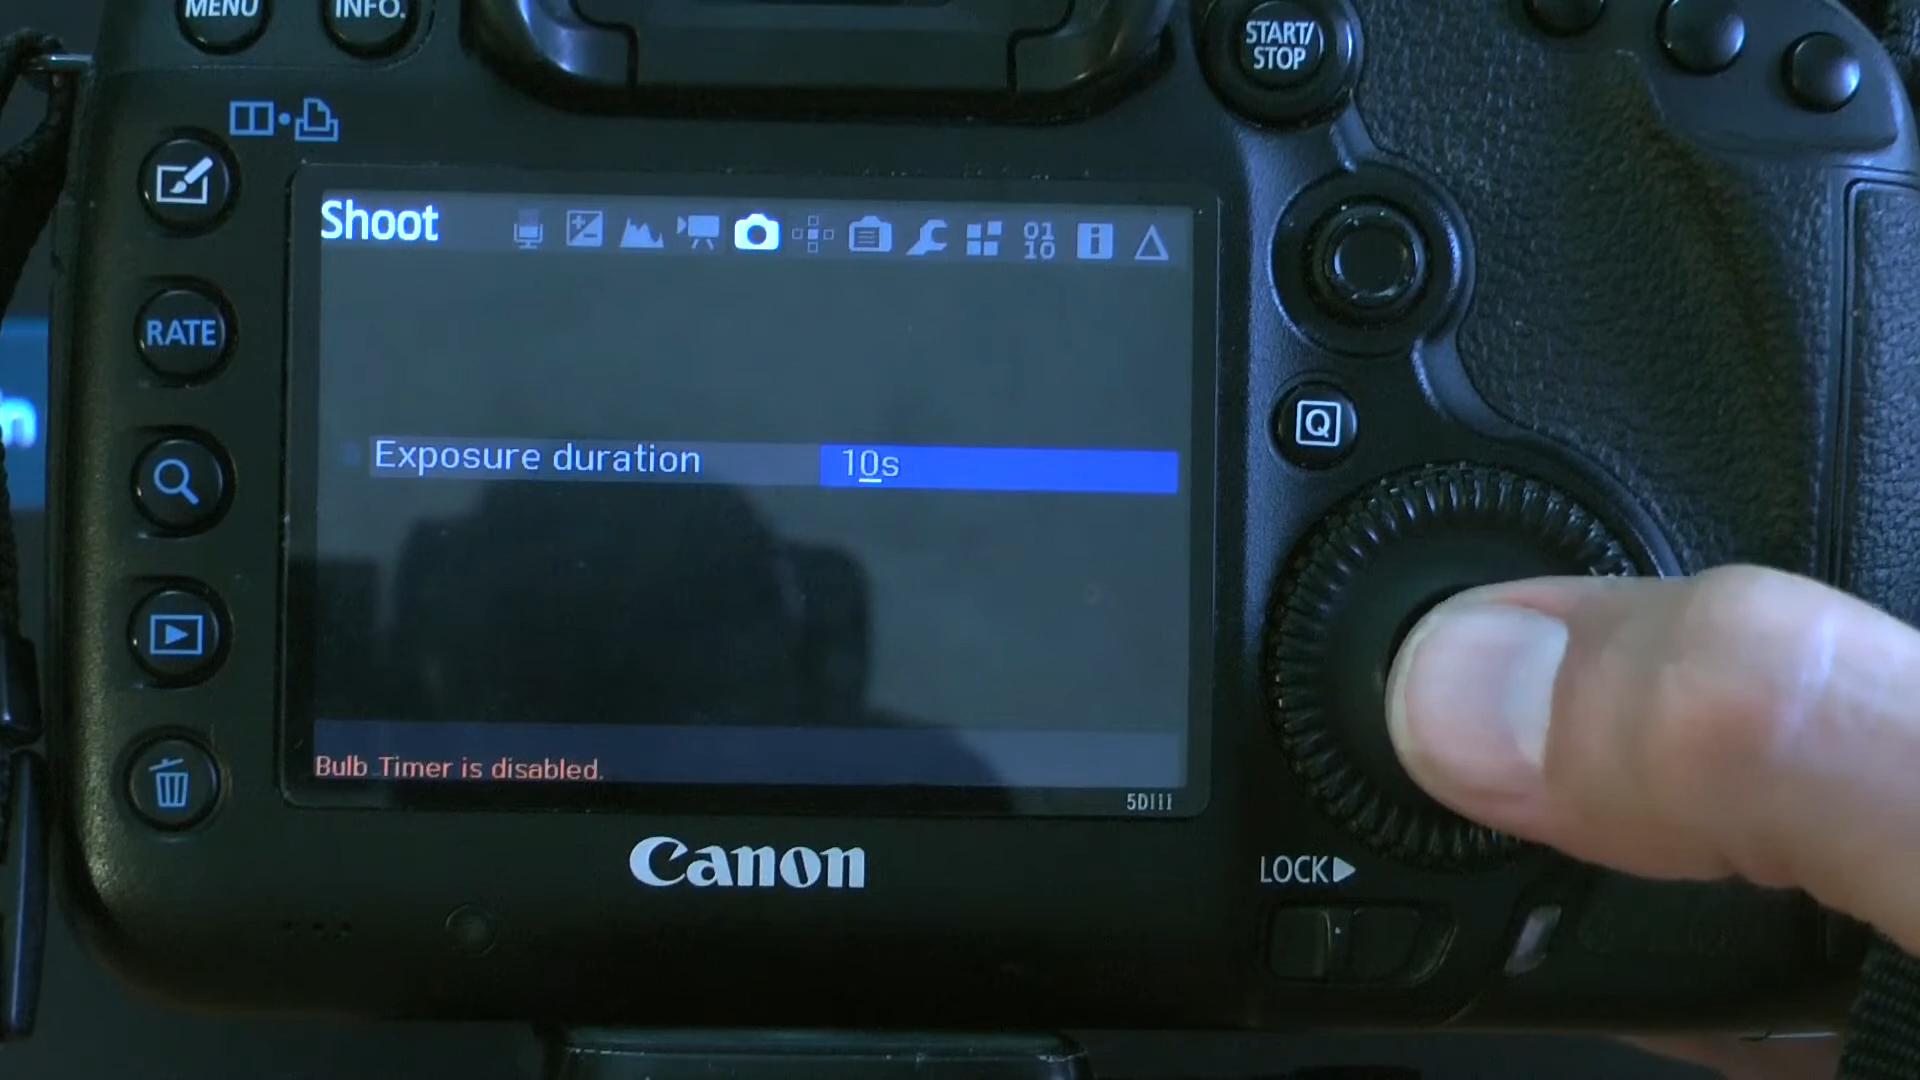 MENU
INFO.
START/
STOP
Shoot
01
10
i
RATE
Q
Exposure duration 10s
Bulb Timer is disabled.
5DIII
Canon
LOCK